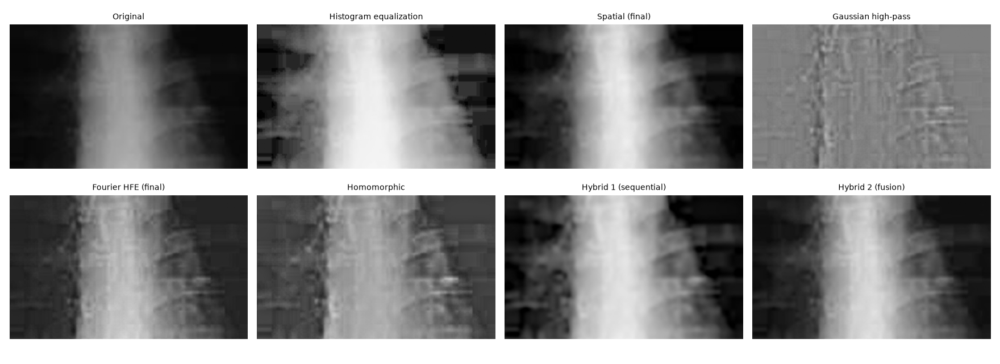 Original
Histogram equalization
Spatial (final)
Gaussian high-pass
Fourier HFE (final)
Homomorphic
Hybrid 1 (sequential)
Hybrid 2 (fusion)